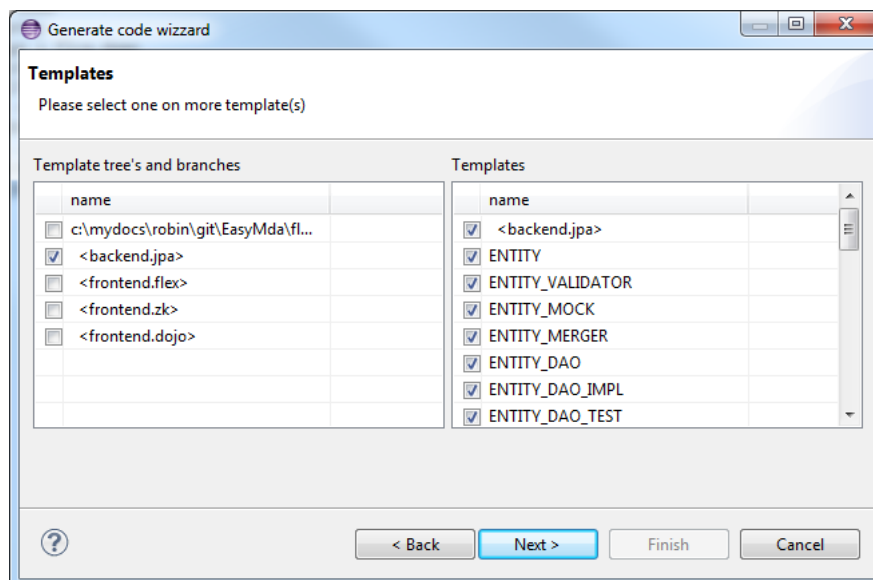 Generate code wizzard
Templates
Please select one on more template(s)
Template tree's and branches
name
c:\mydocs\robin\git\EasyMda\fl...
<backend.jpa>
<frontend.flex>
<frontend.zk>
<frontend.dojo>
Templates
name
<backend.jpa>
ENTITY
ENTITY_VALIDATOR
ENTITY_MOCK
ENTITY_MERGER
ENTITY_DAO
ENTITY_DAO_IMPL
ENTITY_DAO_TEST
? < Back Next > Finish Cancel